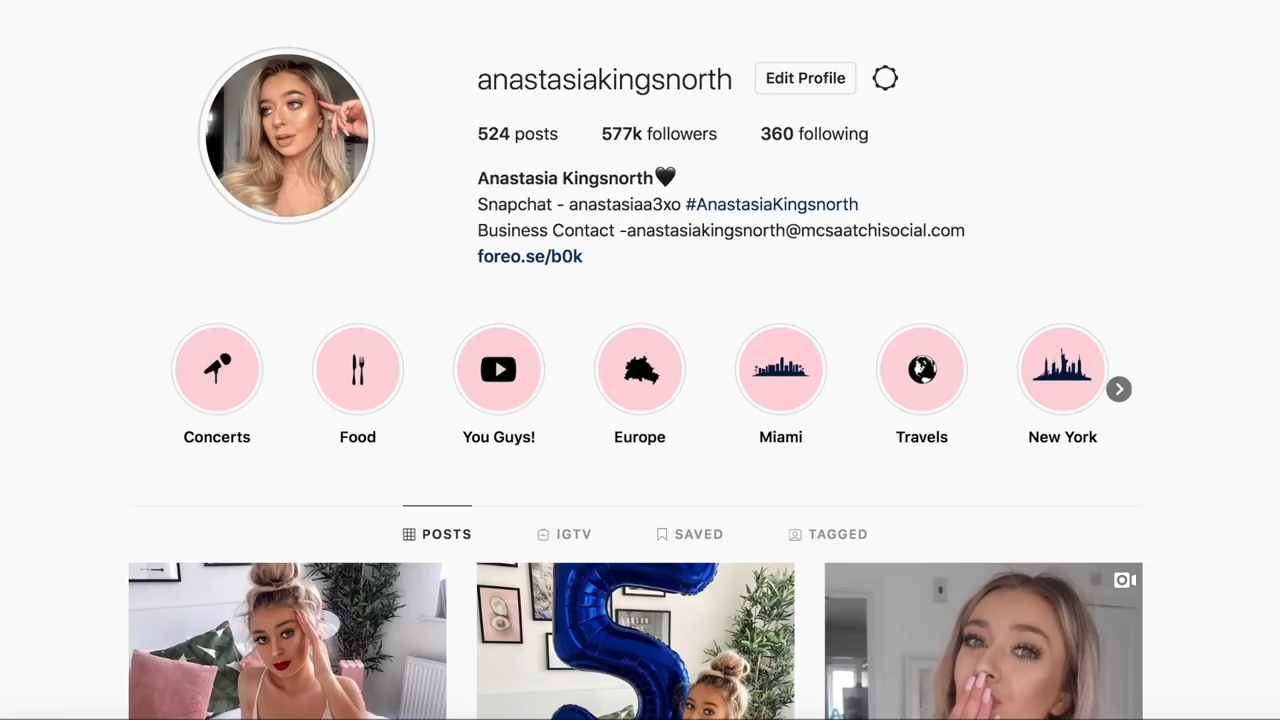 anastasiakingsnorth
Edit Profile
524 posts 577k followers 360 following
Anastasia Kingsnorth🖤
Snapchat - anastasiaa3xo #AnastasiaKingsnorth
Business Contact -anastasiakingsnorth@mcsaatchisocial.com
foreo.se/b0k
Concerts Food You Guys! Europe Miami Travels New York
POSTS IGTV SAVED TAGGED
LONDON